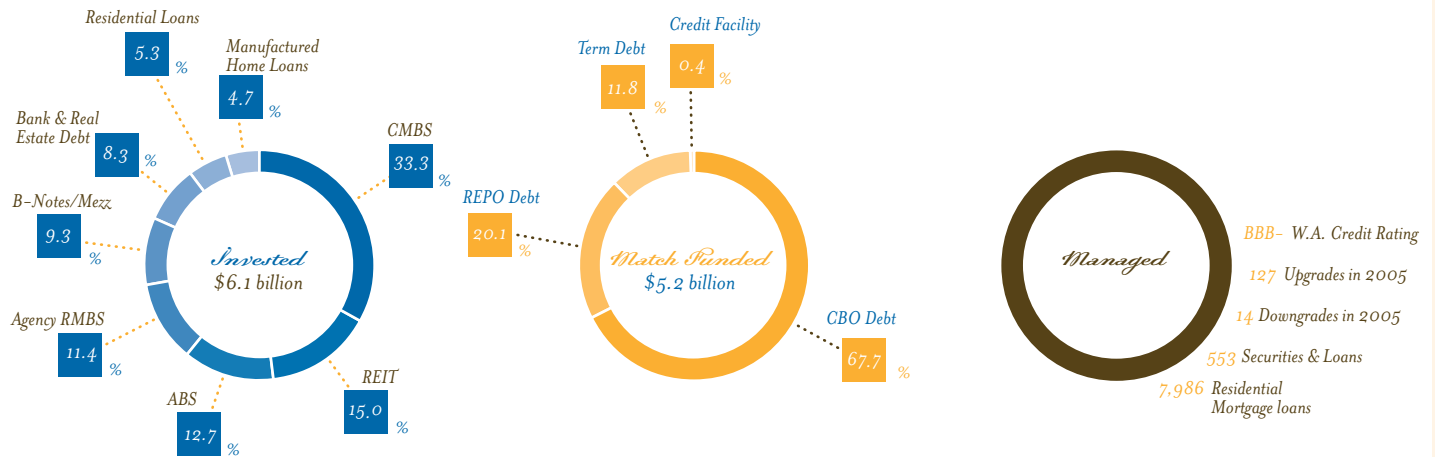 Residential Loans
5.3 %
Manufactured
Home Loans
4.7 %
Bank & Real
Estate Debt
8.3 %
CMBS
33.3 %
B-Notes/Mezz
9.3 %
Invested
$6.1 billion
Agency RMBS
11.4 %
ABS
12.7 %
REIT
15.0 %
Credit Facility
0.4 %
Term Debt
11.8 %
REPO Debt
20.1 %
Match Funded
$5.2 billion
CBO Debt
67.7 %
Managed
BBB- W.A. Credit Rating
127 Upgrades in 2005
14 Downgrades in 2005
553 Securities & Loans
7,986 Residential
Mortgage loans